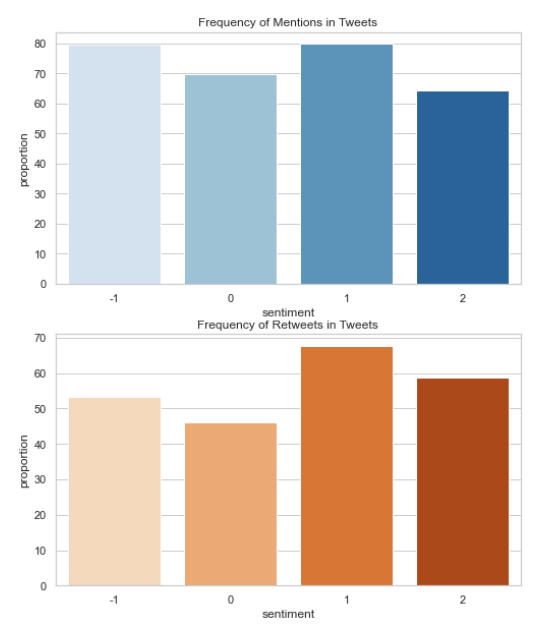 Frequency of Mentions in Tweets
80
70
60
50
40
30
20
10
0
proportion
-1 0 1 2
sentiment
Frequency of Retweets in Tweets
70
60
50
40
30
20
10
0
proportion
-1 0 1 2
sentiment